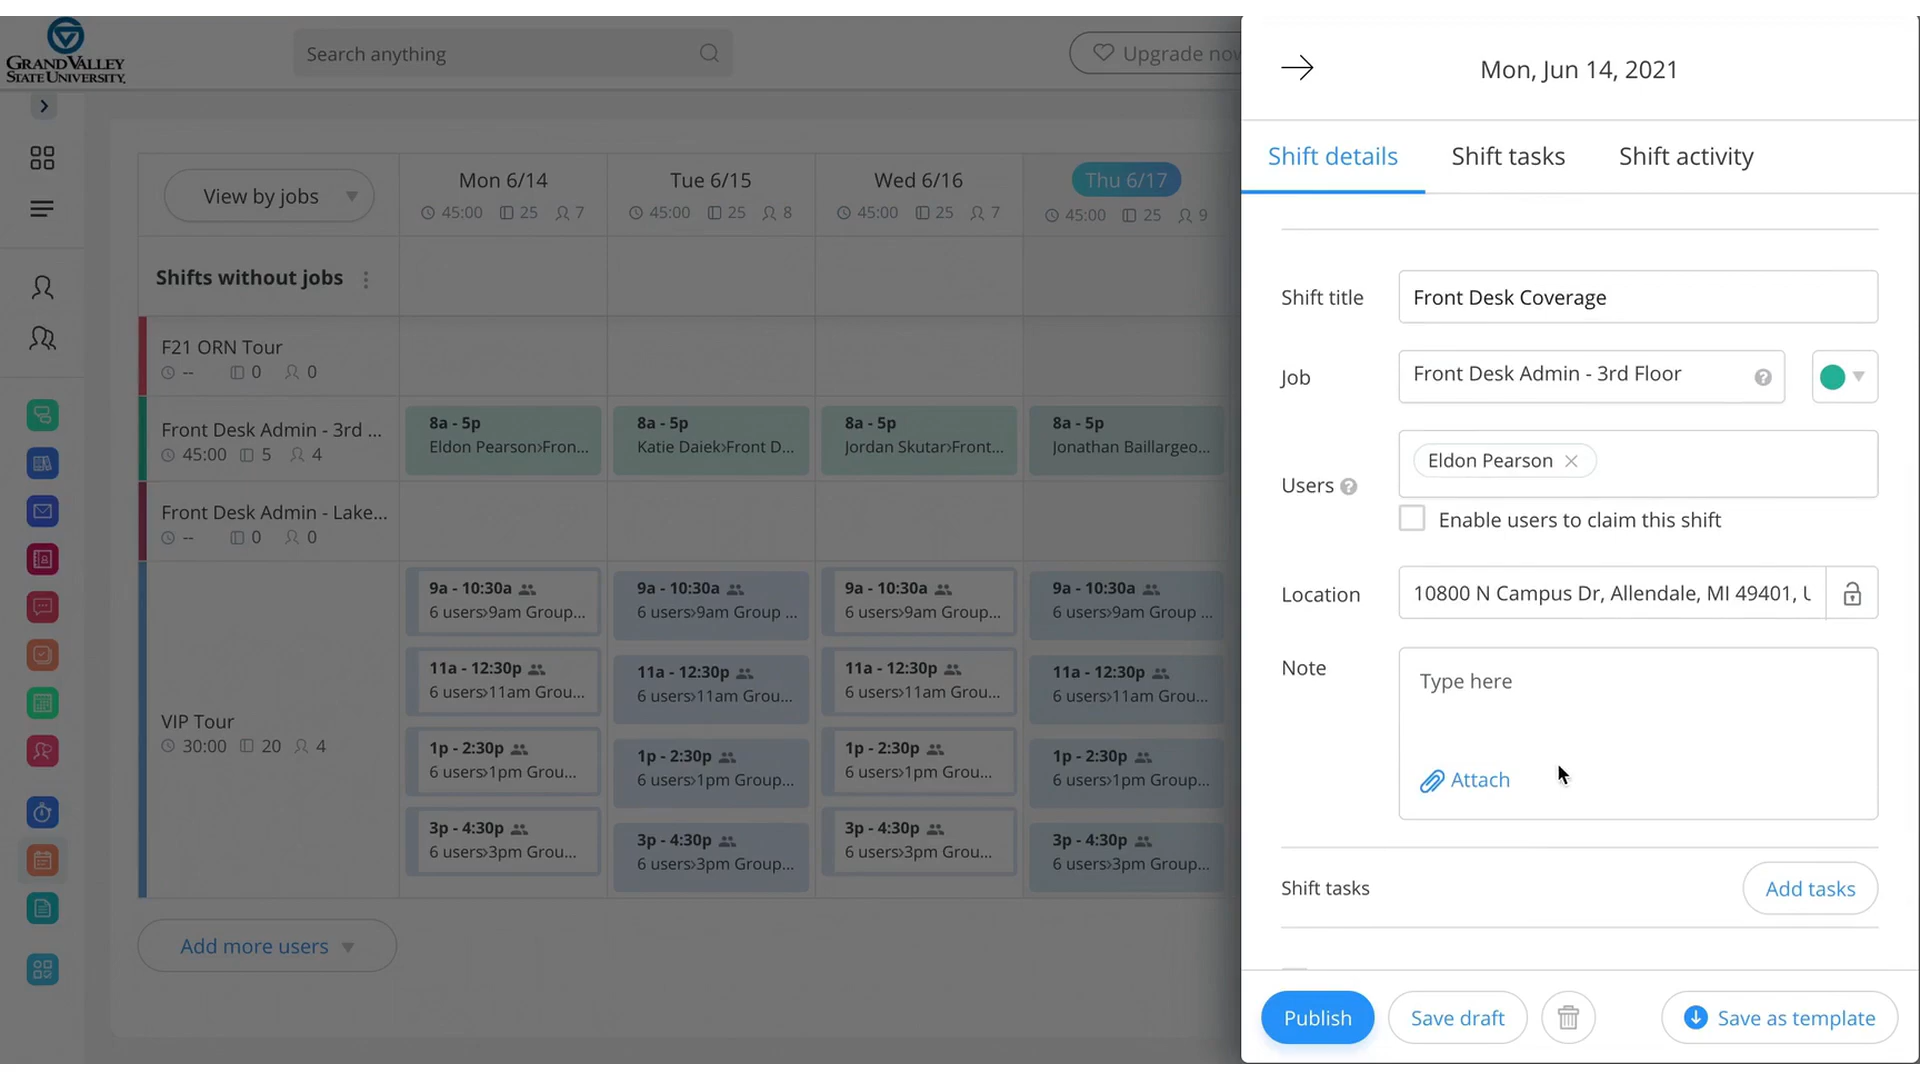 GRAND VALLEY
STATE UNIVERSITY.
Search anything
Upgrade now
View by jobs
Mon 6/14
45:00 25 7
Tue 6/15
45:00 25 8
Wed 6/16
45:00 25 7
Thu 6/17
45:00 25 9
Shifts without jobs
F21 ORN Tour
-- 0 0
Front Desk Admin - 3rd ...
45:00 5 4
8a - 5p
Eldon Pearson›Fron...
8a - 5p
Katie Daiek›Front D...
8a - 5p
Jordan Skutar›Front...
8a - 5p
Jonathan Baillargeo...
Front Desk Admin - Lake...
-- 0 0
VIP Tour
30:00 20 4
9a - 10:30a
6 users›9am Group...
9a - 10:30a
6 users›9am Group ...
9a - 10:30a
6 users›9am Group...
9a - 10:30a
6 users›9am Group ...
11a - 12:30p
6 users›11am Grou...
11a - 12:30p
6 users›11am Grou...
11a - 12:30p
6 users›11am Grou...
11a - 12:30p
6 users›11am Grou...
1p - 2:30p
6 users›1pm Grou...
1p - 2:30p
6 users›1pm Group...
1p - 2:30p
6 users›1pm Grou...
1p - 2:30p
6 users›1pm Group...
3p - 4:30p
6 users›3pm Grou...
3p - 4:30p
6 users›3pm Group...
3p - 4:30p
6 users›3pm Grou...
3p - 4:30p
6 users›3pm Group...
Add more users
Mon, Jun 14, 2021
Shift details Shift tasks Shift activity
Shift title Front Desk Coverage
Job Front Desk Admin - 3rd Floor ?
Users ? Eldon Pearson ×
Enable users to claim this shift
Location 10800 N Campus Dr, Allendale, MI 49401,
Note Type here
Attach
Shift tasks Add tasks
Publish Save draft Save as template